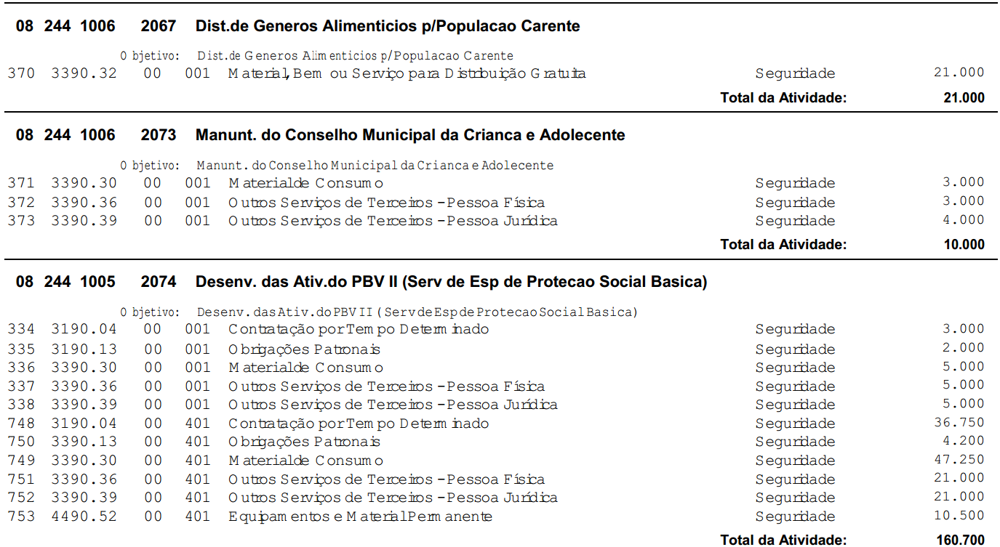 08 244 1006 2067 Dist.de Generos Alimenticios p/Populacao Carente
Objetivo: Dist.de Generos Alimenticios p/Populacao Carente
370 3390.32 00 001 Material,Bem ou Serviço para Distribuição Gratuita Seguridade 21.000
Total da Atividade: 21.000
08 244 1006 2073 Manunt. do Conselho Municipal da Crianca e Adolecente
Objetivo: Manunt. do Conselho Municipal da Crianca e Adolecente
371 3390.30 00 001 Material de Consumo Seguridade 3.000
372 3390.36 00 001 Outros Serviços de Terceiros - Pessoa Física Seguridade 3.000
373 3390.39 00 001 Outros Serviços de Terceiros - Pessoa Jurídica Seguridade 4.000
Total da Atividade: 10.000
08 244 1005 2074 Desenv. das Ativ.do PBV II (Serv de Esp de Protecao Social Basica)
Objetivo: Desenv. das Ativ.do PBV II (Serv de Esp de Protecao Social Basica)
334 3190.04 00 001 Contratação por Tempo Determinado Seguridade 3.000
335 3190.13 00 001 Obrigações Patronais Seguridade 2.000
336 3390.30 00 001 Material de Consumo Seguridade 5.000
337 3390.36 00 001 Outros Serviços de Terceiros - Pessoa Física Seguridade 5.000
338 3390.39 00 001 Outros Serviços de Terceiros - Pessoa Jurídica Seguridade 5.000
748 3190.04 00 401 Contratação por Tempo Determinado Seguridade 36.750
750 3390.13 00 401 Obrigações Patronais Seguridade 4.200
749 3390.30 00 401 Material de Consumo Seguridade 47.250
751 3390.36 00 401 Outros Serviços de Terceiros - Pessoa Física Seguridade 21.000
752 3390.39 00 401 Outros Serviços de Terceiros - Pessoa Jurídica Seguridade 21.000
753 4490.52 00 401 Equipamentos e Material Permanente Seguridade 10.500
Total da Atividade: 160.700